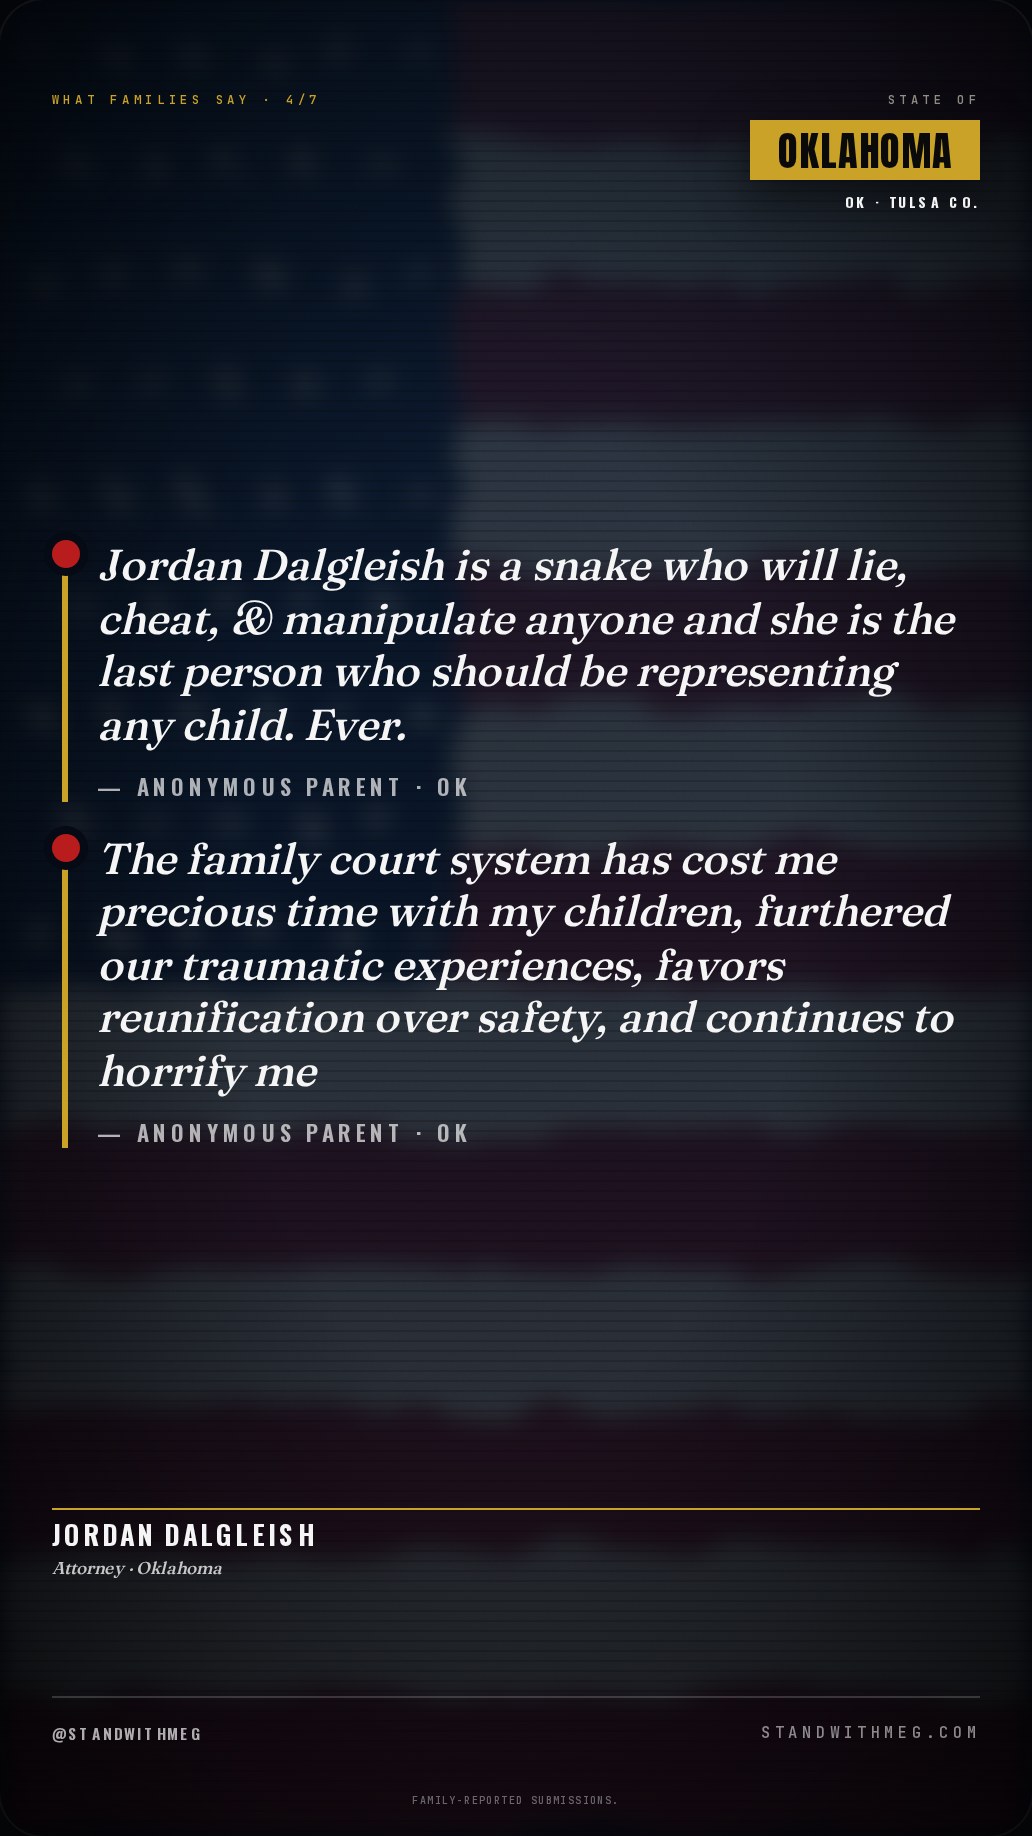 WHAT FAMILIES SAY · 4/7
STATE OF
OKLAHOMA
OK · TULSA CO.
Jordan Dalgleish is a snake who will lie,
cheat, & manipulate anyone and she is the
last person who should be representing
any child. Ever.
— ANONYMOUS PARENT · OK
The family court system has cost me
precious time with my children, furthered
our traumatic experiences, favors
reunification over safety, and continues to
horrify me
— ANONYMOUS PARENT · OK
JORDAN DALGLEISH
Attorney · Oklahoma
@STANDWITHMEG
STANDWITHMEG.COM
FAMILY-REPORTED SUBMISSIONS.